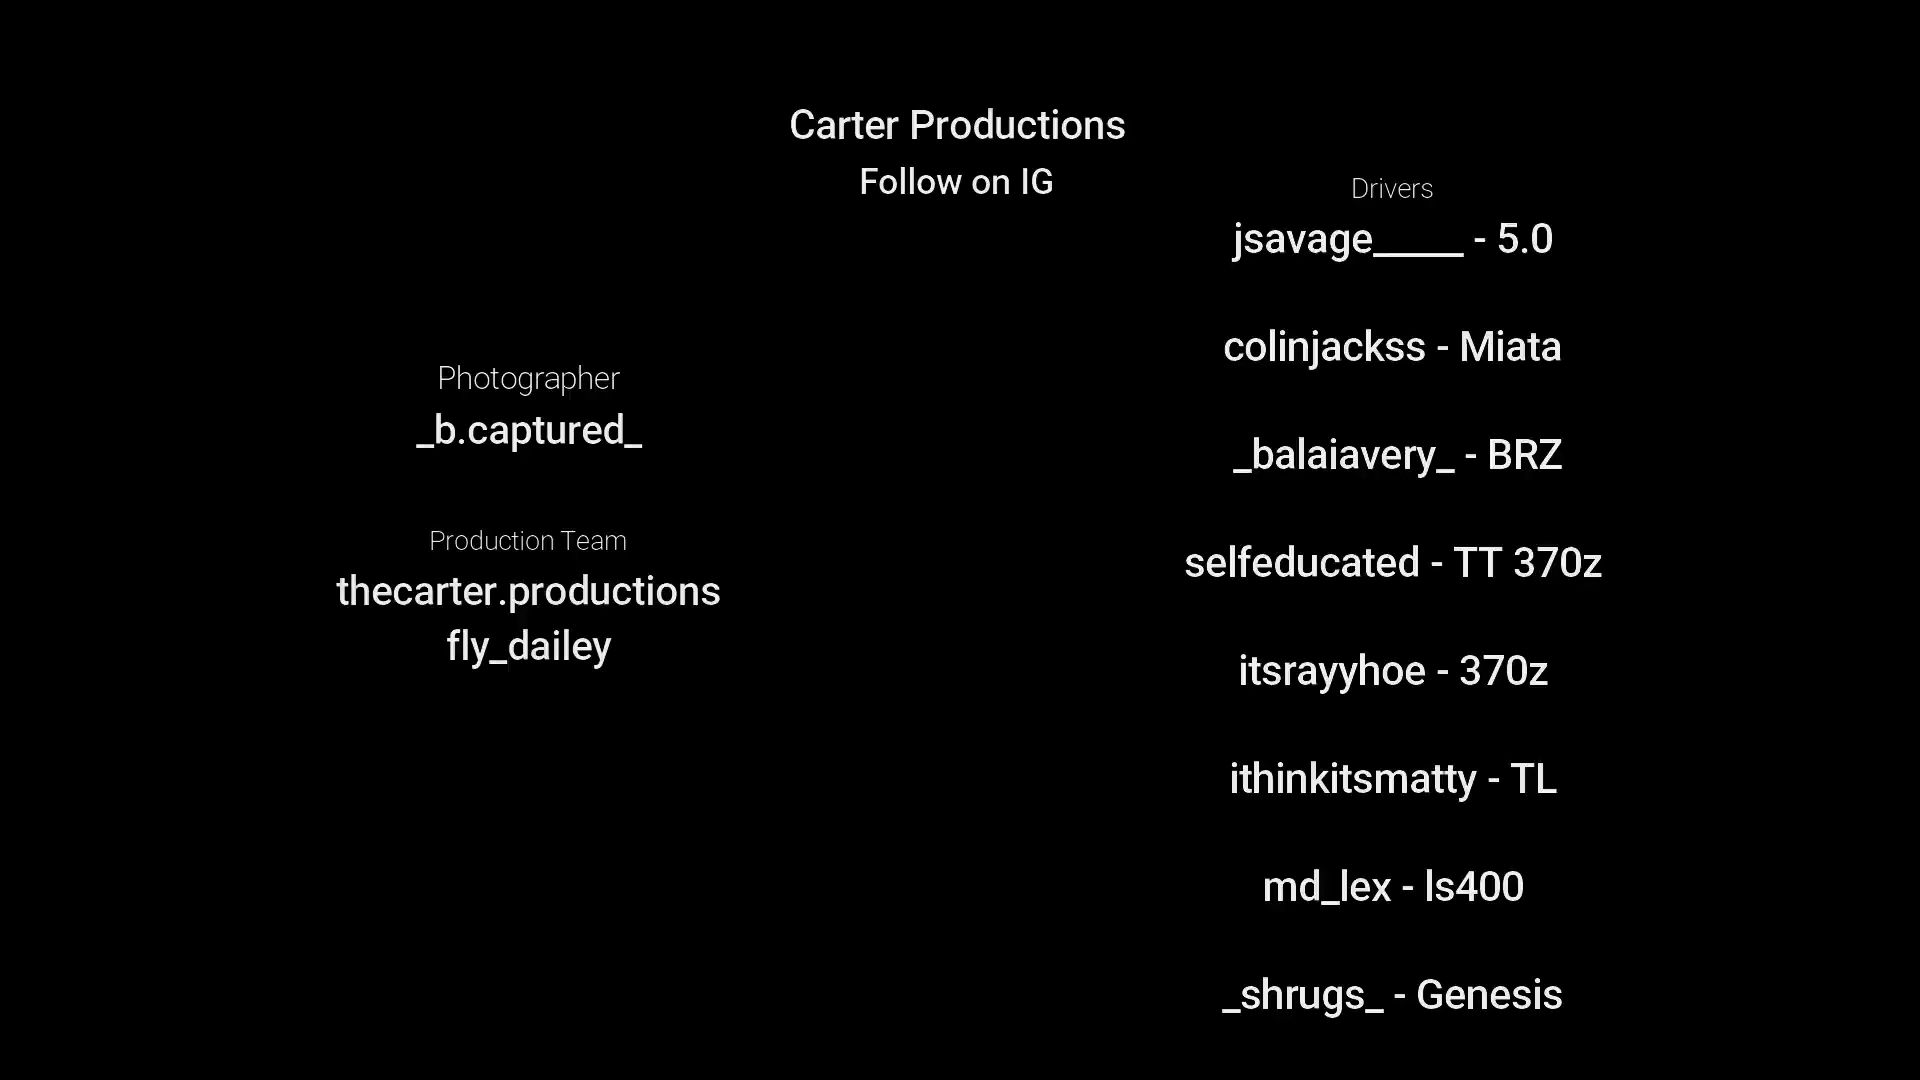 Carter Productions
Follow on IG
Photographer
_b.captured_
Production Team
thecarter.productions
fly_dailey
Drivers
jsavage_____ - 5.0
colinjackss - Miata
_balaiavery_ - BRZ
selfeducated - TT 370z
itsrayyhoe - 370z
ithinkitsmatty - TL
md_lex - ls400
_shrugs_ - Genesis